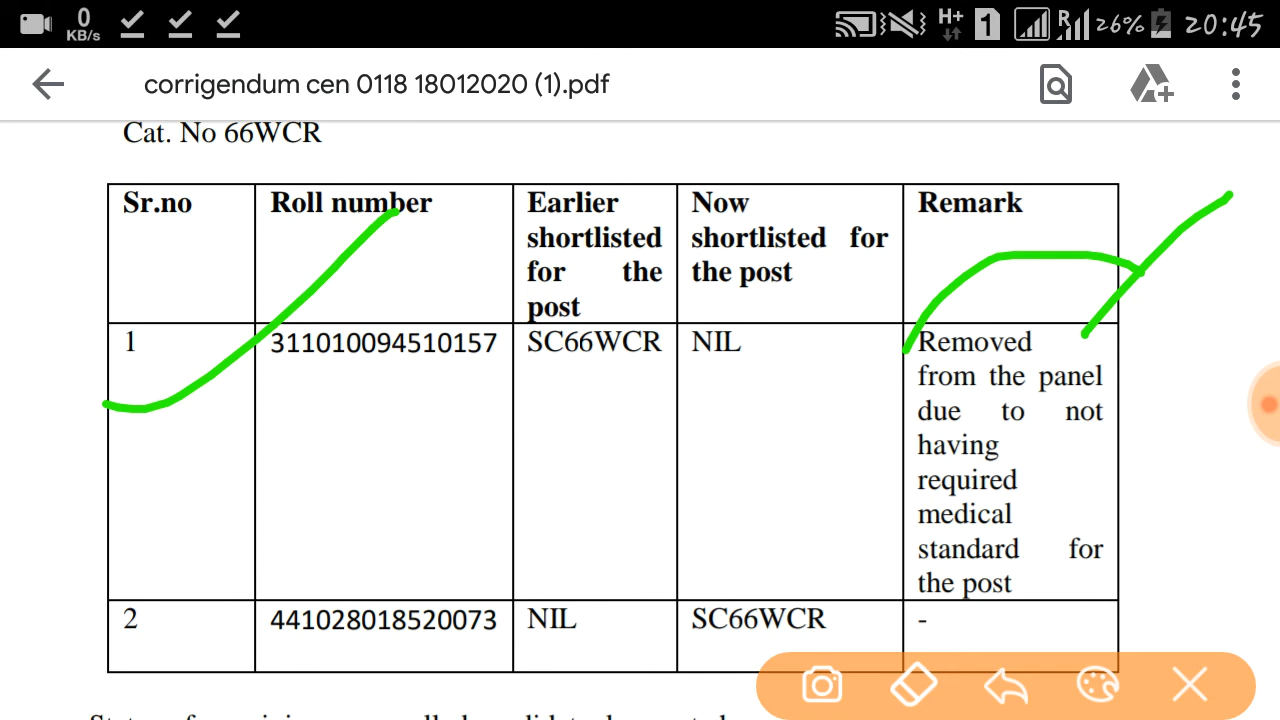 0 KB/s H+ 1 R 26% 20:45
corrigendum cen 0118 18012020 (1).pdf
Cat. No 66WCR
Sr.no Roll number Earlier shortlisted for the post Now shortlisted for the post Remark
1 311010094510157 SC66WCR NIL Removed from the panel due to not having required medical standard for the post
2 441028018520073 NIL SC66WCR -